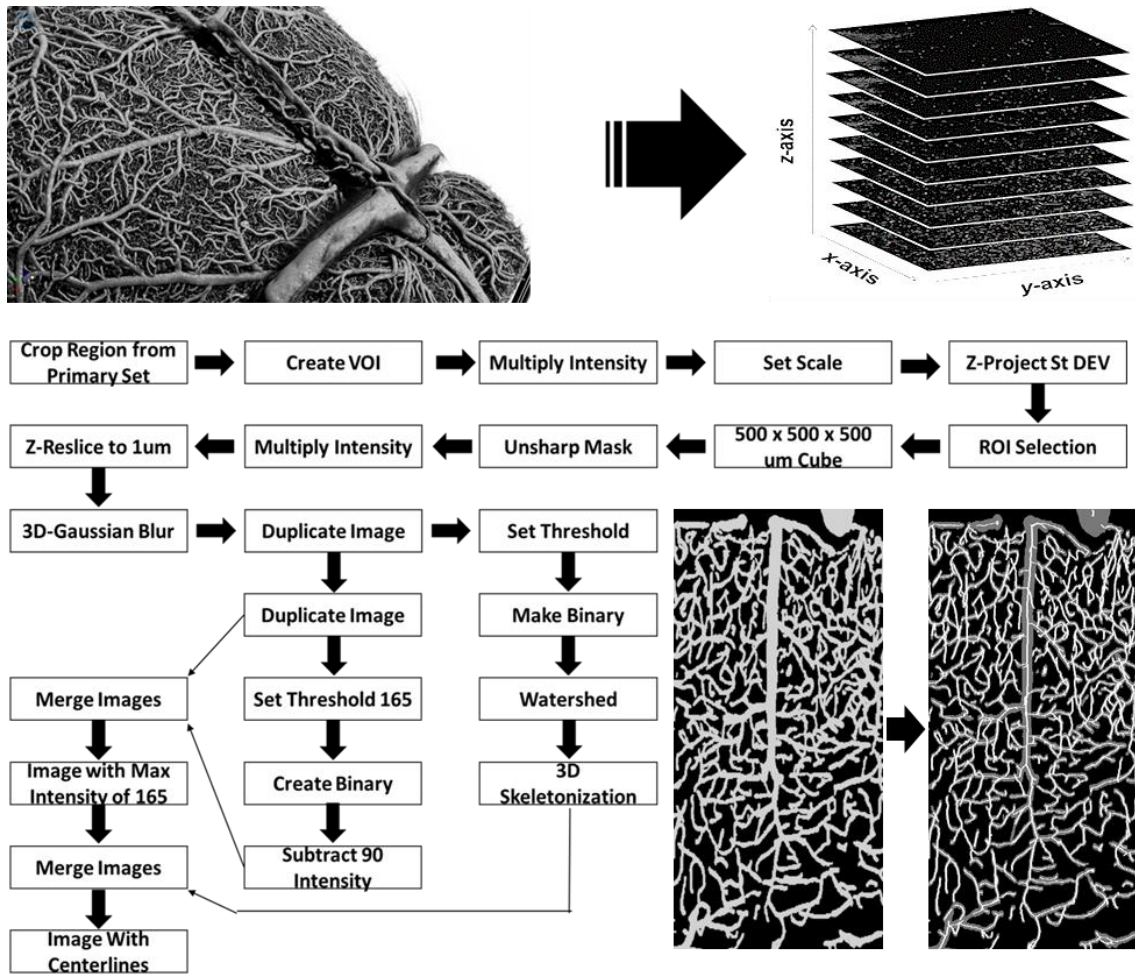 z-axis
x-axis
y-axis
Crop Region from
Primary Set
Create VOI
Multiply Intensity
Set Scale
Z-Project St DEV
Z-Reslice to 1um
Multiply Intensity
Unsharp Mask
500 x 500 x 500
um Cube
ROI Selection
3D-Gaussian Blur
Duplicate Image
Set Threshold
Duplicate Image
Make Binary
Merge Images
Set Threshold 165
Watershed
Image with Max
Intensity of 165
Create Binary
3D
Skeletonization
Merge Images
Subtract 90
Intensity
Image With
Centerlines